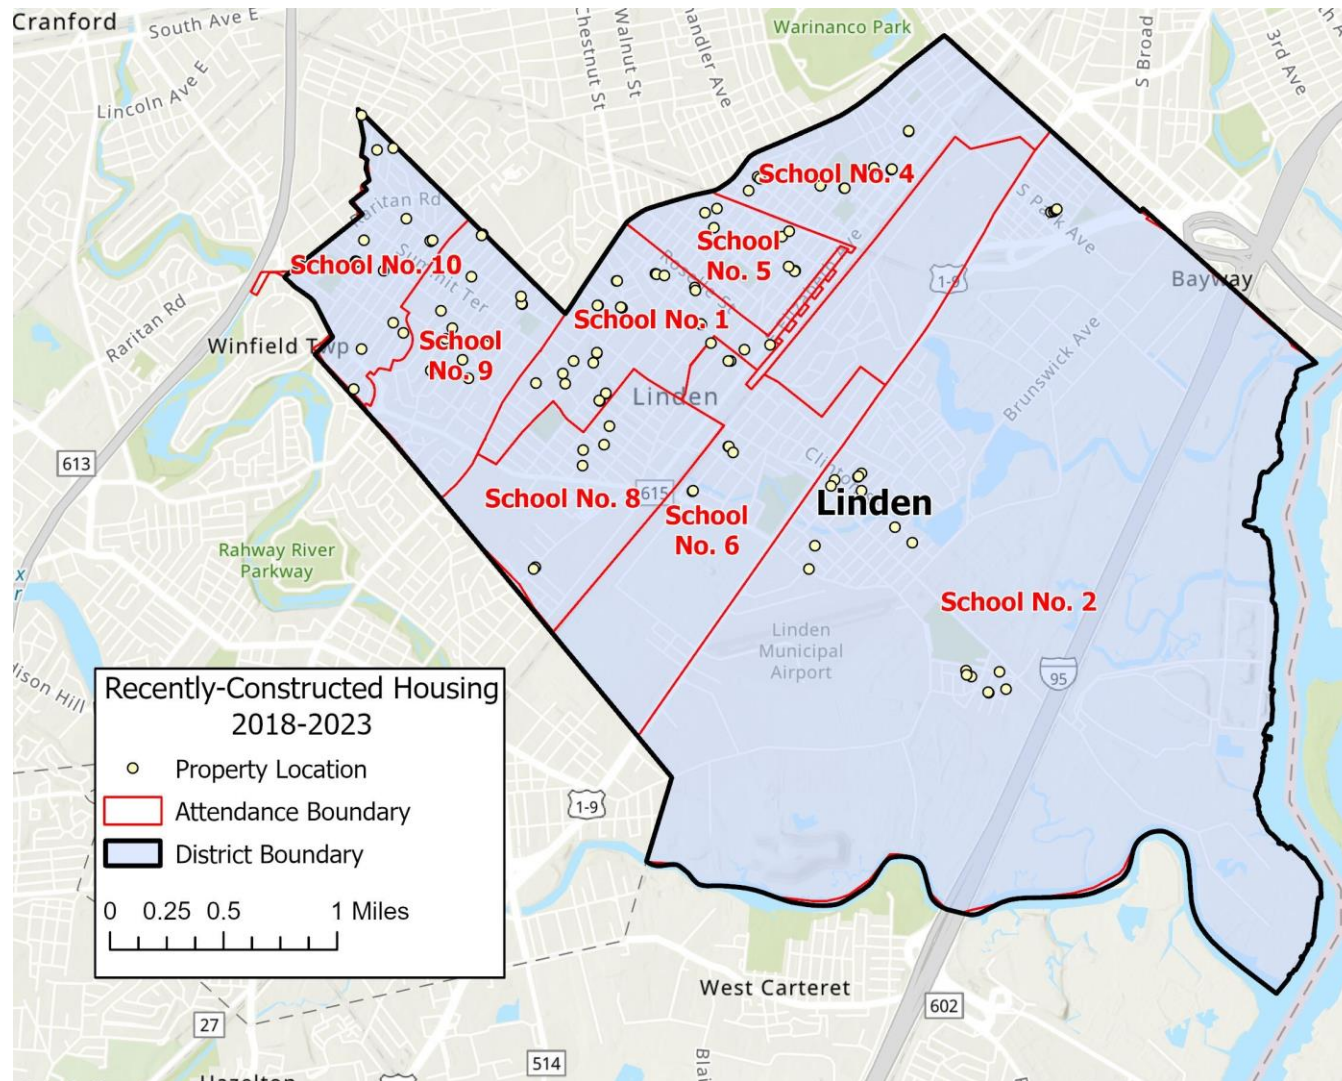 Cranford
South Ave E
Lincoln Ave E
Chestnut St
Walnut St
Warinanco Park
S Broad
3rd Ave
School No. 4
Raritan Rd
S Park Ave
School
No. 5
School No. 10
Summit Ter
1-9
Bayway
Raritan Rd
Winfield Twp
School No. 1
School
No. 9
Brunswick Ave
Linden
613
School No. 8
615
School
No. 6
Linden
Rahway River
Parkway
School No. 2
Linden
Municipal
Airport
95
Recently-Constructed Housing
2018-2023
Property Location
Attendance Boundary
District Boundary
0 0.25 0.5 1 Miles
1-9
West Carteret
602
27
514
Hazelton